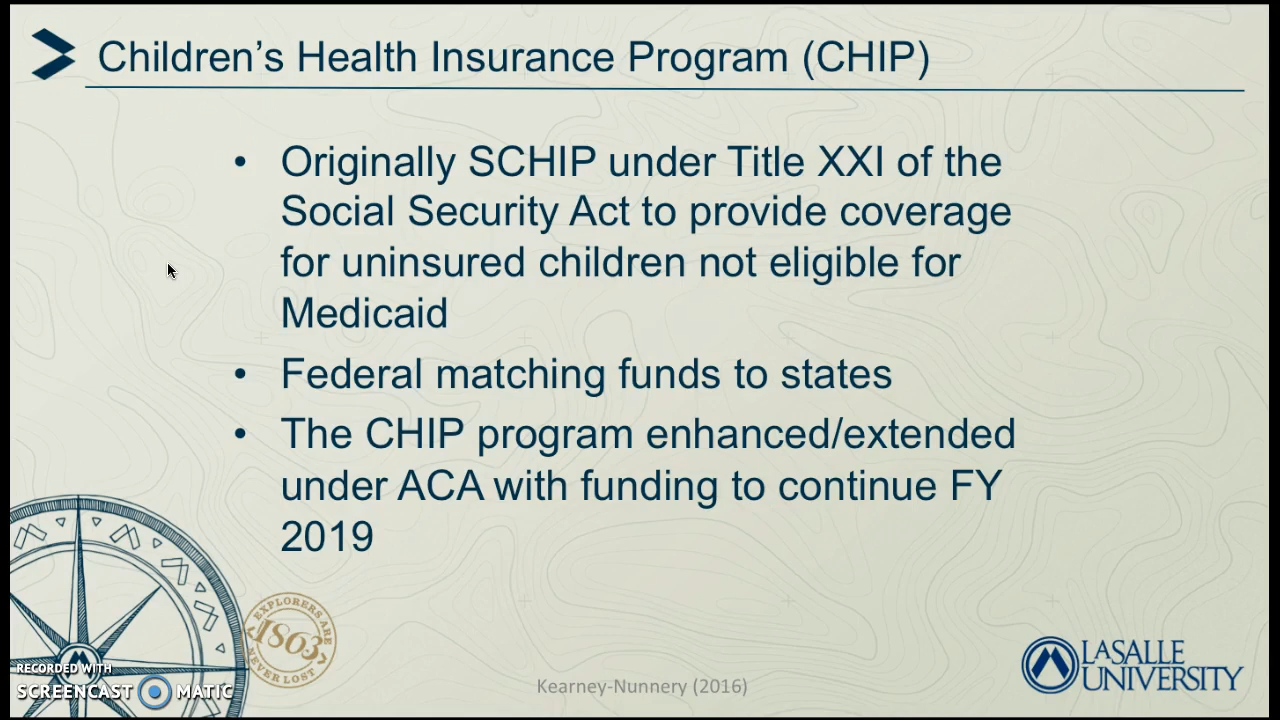 Children’s Health Insurance Program (CHIP)
• Originally SCHIP under Title XXI of the
Social Security Act to provide coverage
for uninsured children not eligible for
Medicaid
• Federal matching funds to states
• The CHIP program enhanced/extended
under ACA with funding to continue FY
2019
EXPLORERS ARE
1863
NEVER LOST
RECORDED WITH
SCREENCAST MATIC
Kearney-Nunnery (2016)
LASALLE
UNIVERSITY